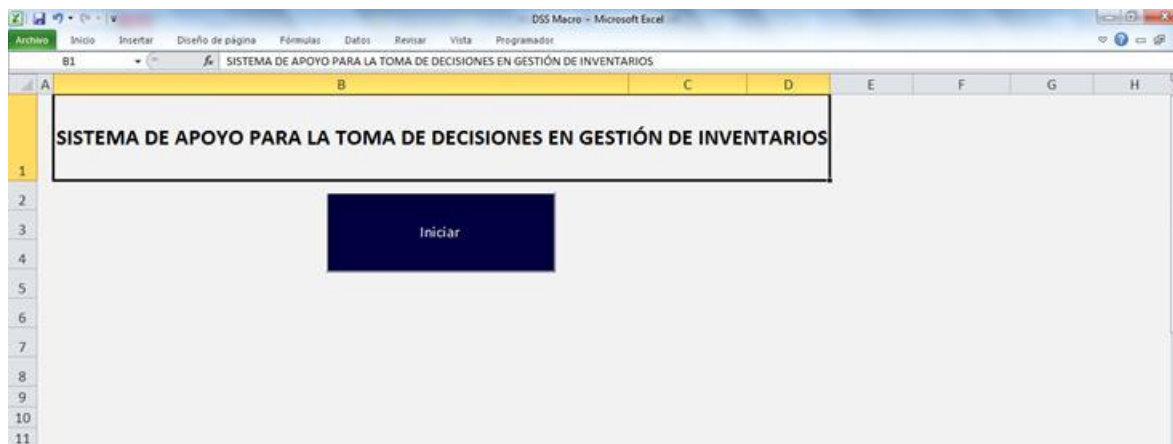 DSS Macro - Microsoft Excel
Archivo Inicio Insertar Diseño de página Fórmulas Datos Revisar Vista Programador
B1 fx SISTEMA DE APOYO PARA LA TOMA DE DECISIONES EN GESTIÓN DE INVENTARIOS
A B C D E F G H
1 SISTEMA DE APOYO PARA LA TOMA DE DECISIONES EN GESTIÓN DE INVENTARIOS
2
3 Iniciar
4
5
6
7
8
9
10
11